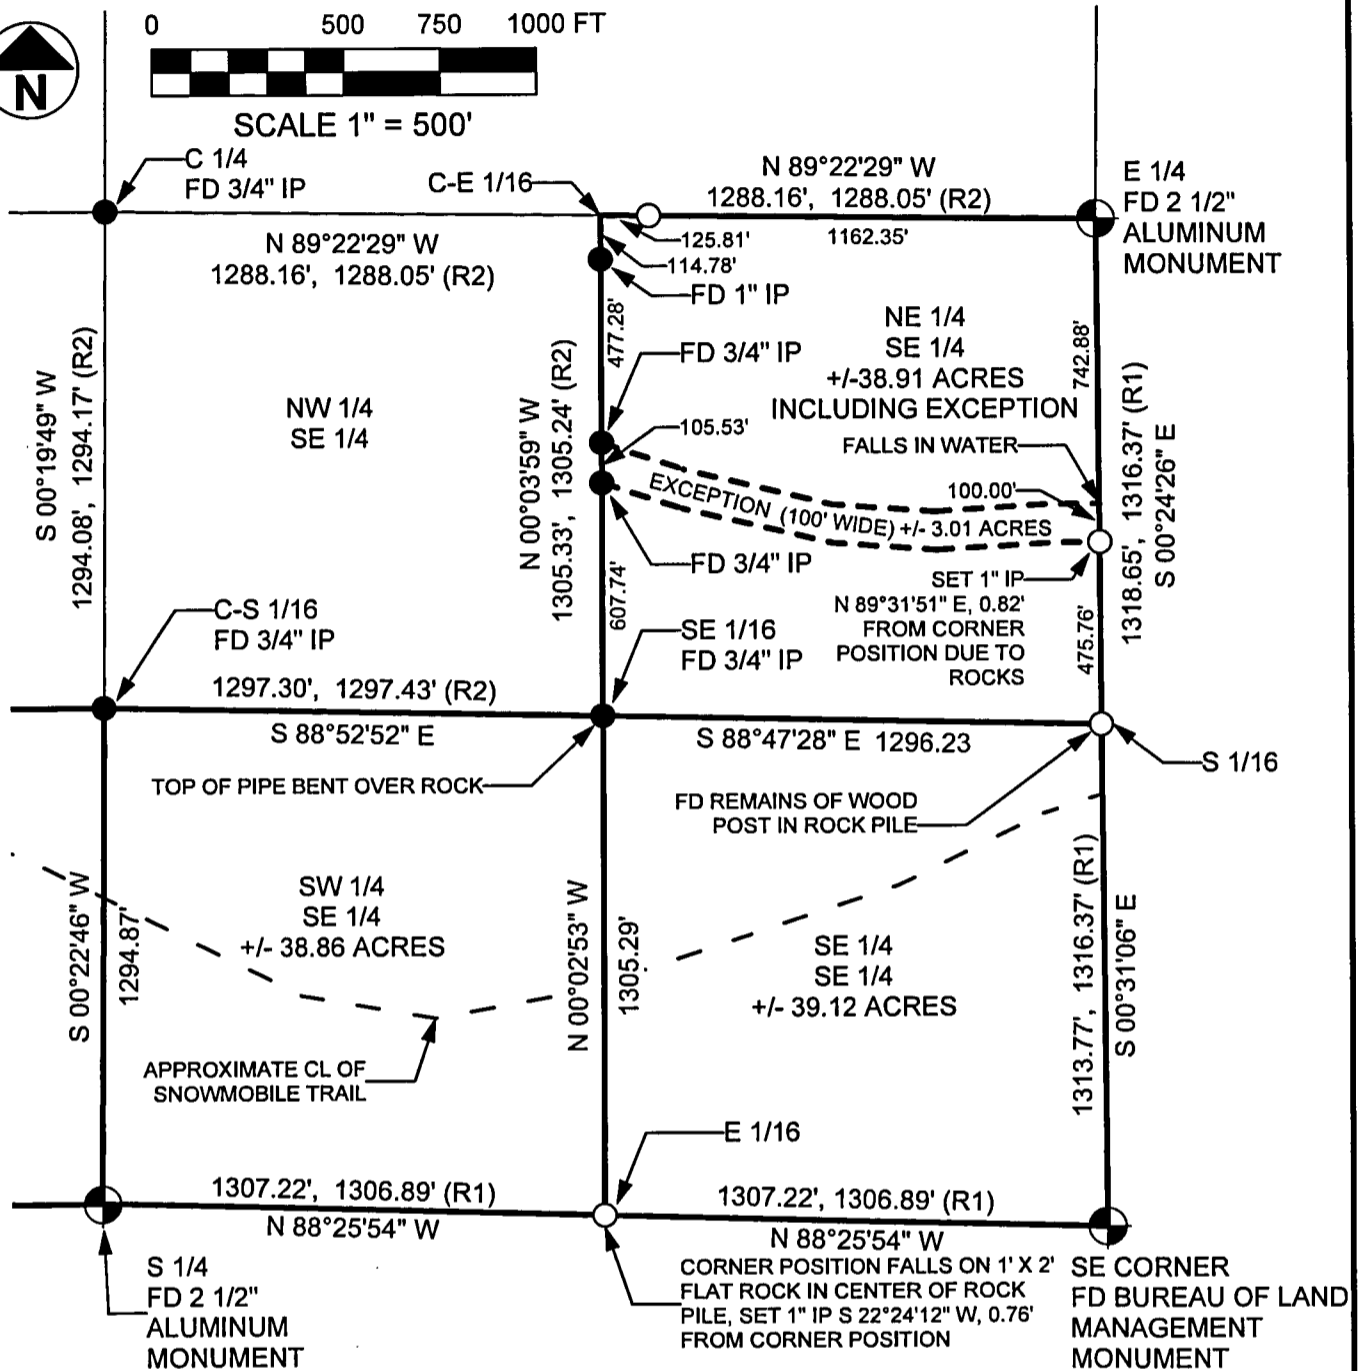 0 500 750 1000 FT
N
SCALE 1" = 500'
C 1/4
FD 3/4" IP
C-E 1/16
N 89°22'29" W
1288.16', 1288.05' (R2)
E 1/4
FD 2 1/2"
ALUMINUM
MONUMENT
N 89°22'29" W
1288.16', 1288.05' (R2)
125.81'
1162.35'
114.78'
FD 1" IP
477.28'
FD 3/4" IP
NE 1/4
SE 1/4
+/-38.91 ACRES
INCLUDING EXCEPTION
742.88'
S 00°19'49" W
1294.08', 1294.17' (R2)
NW 1/4
SE 1/4
N 00°03'59" W
1305.33', 1305.24' (R2)
105.53'
FALLS IN WATER
1318.65', 1316.37' (R1)
S 00°24'26" E
EXCEPTION (100' WIDE) +/- 3.01 ACRES
100.00'
FD 3/4" IP
SET 1" IP
N 89°31'51" E, 0.82'
FROM CORNER
POSITION DUE TO
ROCKS
607.74'
475.76'
C-S 1/16
FD 3/4" IP
SE 1/16
FD 3/4" IP
1297.30', 1297.43' (R2)
S 88°52'52" E
S 88°47'28" E 1296.23
S 1/16
TOP OF PIPE BENT OVER ROCK
FD REMAINS OF WOOD
POST IN ROCK PILE
SW 1/4
SE 1/4
+/- 38.86 ACRES
S 00°22'46" W
1294.87'
N 00°02'53" W
1305.29'
SE 1/4
SE 1/4
+/- 39.12 ACRES
1313.77', 1316.37' (R1)
S 00°31'06" E
APPROXIMATE CL OF
SNOWMOBILE TRAIL
E 1/16
1307.22', 1306.89' (R1)
N 88°25'54" W
1307.22', 1306.89' (R1)
N 88°25'54" W
S 1/4
FD 2 1/2"
ALUMINUM
MONUMENT
CORNER POSITION FALLS ON 1' X 2'
FLAT ROCK IN CENTER OF ROCK
PILE, SET 1" IP S 22°24'12" W, 0.76'
FROM CORNER POSITION
SE CORNER
FD BUREAU OF LAND
MANAGEMENT
MONUMENT